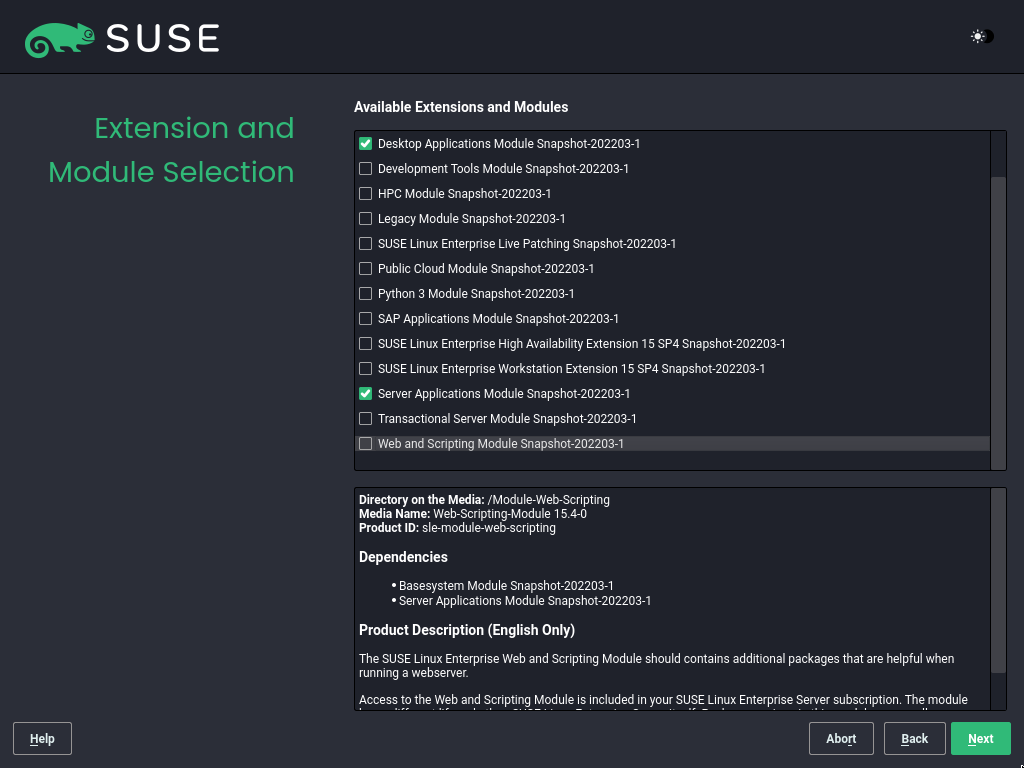 SUSE
Extension and
Module Selection
Available Extensions and Modules
Desktop Applications Module Snapshot-202203-1
Development Tools Module Snapshot-202203-1
HPC Module Snapshot-202203-1
Legacy Module Snapshot-202203-1
SUSE Linux Enterprise Live Patching Snapshot-202203-1
Public Cloud Module Snapshot-202203-1
Python 3 Module Snapshot-202203-1
SAP Applications Module Snapshot-202203-1
SUSE Linux Enterprise High Availability Extension 15 SP4 Snapshot-202203-1
SUSE Linux Enterprise Workstation Extension 15 SP4 Snapshot-202203-1
Server Applications Module Snapshot-202203-1
Transactional Server Module Snapshot-202203-1
Web and Scripting Module Snapshot-202203-1
Directory on the Media: /Module-Web-Scripting
Media Name: Web-Scripting-Module 15.4-0
Product ID: sle-module-web-scripting
Dependencies
• Basesystem Module Snapshot-202203-1
• Server Applications Module Snapshot-202203-1
Product Description (English Only)
The SUSE Linux Enterprise Web and Scripting Module should contains additional packages that are helpful when
running a webserver.
Access to the Web and Scripting Module is included in your SUSE Linux Enterprise Server subscription. The module
Help
Abort
Back
Next